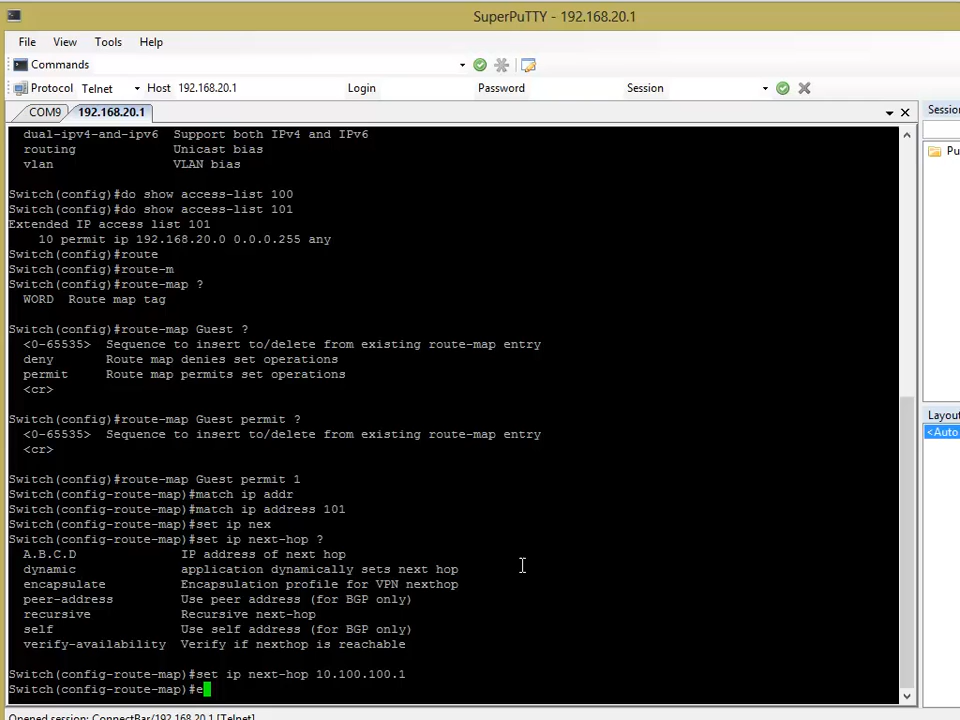 SuperPuTTY - 192.168.20.1
File View Tools Help
Commands
Protocol Telnet Host 192.168.20.1 Login Password Session
COM9 192.168.20.1
Sessio
Pu
Layou
<Auto
dual-ipv4-and-ipv6 Support both IPv4 and IPv6
routing Unicast bias
vlan VLAN bias
Switch(config)#do show access-list 100
Switch(config)#do show access-list 101
Extended IP access list 101
10 permit ip 192.168.20.0 0.0.0.255 any
Switch(config)#route
Switch(config)#route-m
Switch(config)#route-map ?
WORD Route map tag
Switch(config)#route-map Guest ?
<0-65535> Sequence to insert to/delete from existing route-map entry
deny Route map denies set operations
permit Route map permits set operations
<cr>
Switch(config)#route-map Guest permit ?
<0-65535> Sequence to insert to/delete from existing route-map entry
<cr>
Switch(config)#route-map Guest permit 1
Switch(config-route-map)#match ip addr
Switch(config-route-map)#match ip address 101
Switch(config-route-map)#set ip nex
Switch(config-route-map)#set ip next-hop ?
A.B.C.D IP address of next hop
dynamic application dynamically sets next hop
encapsulate Encapsulation profile for VPN nexthop
peer-address Use peer address (for BGP only)
recursive Recursive next-hop
self Use self address (for BGP only)
verify-availability Verify if nexthop is reachable
Switch(config-route-map)#set ip next-hop 10.100.100.1
Switch(config-route-map)#e
Opened session: ConnectBar/192.168.20.1 [Telnet]